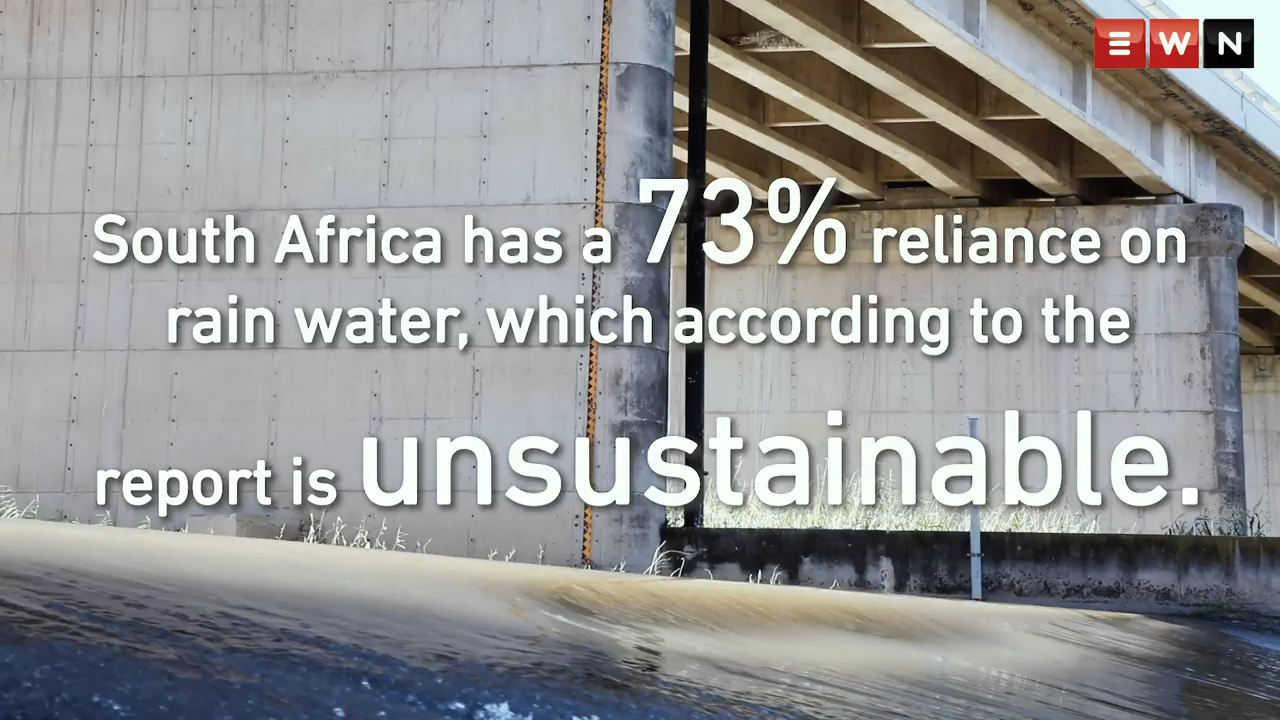 EWN
South Africa has a 73% reliance on
rain water, which according to the
report is unsustainable.